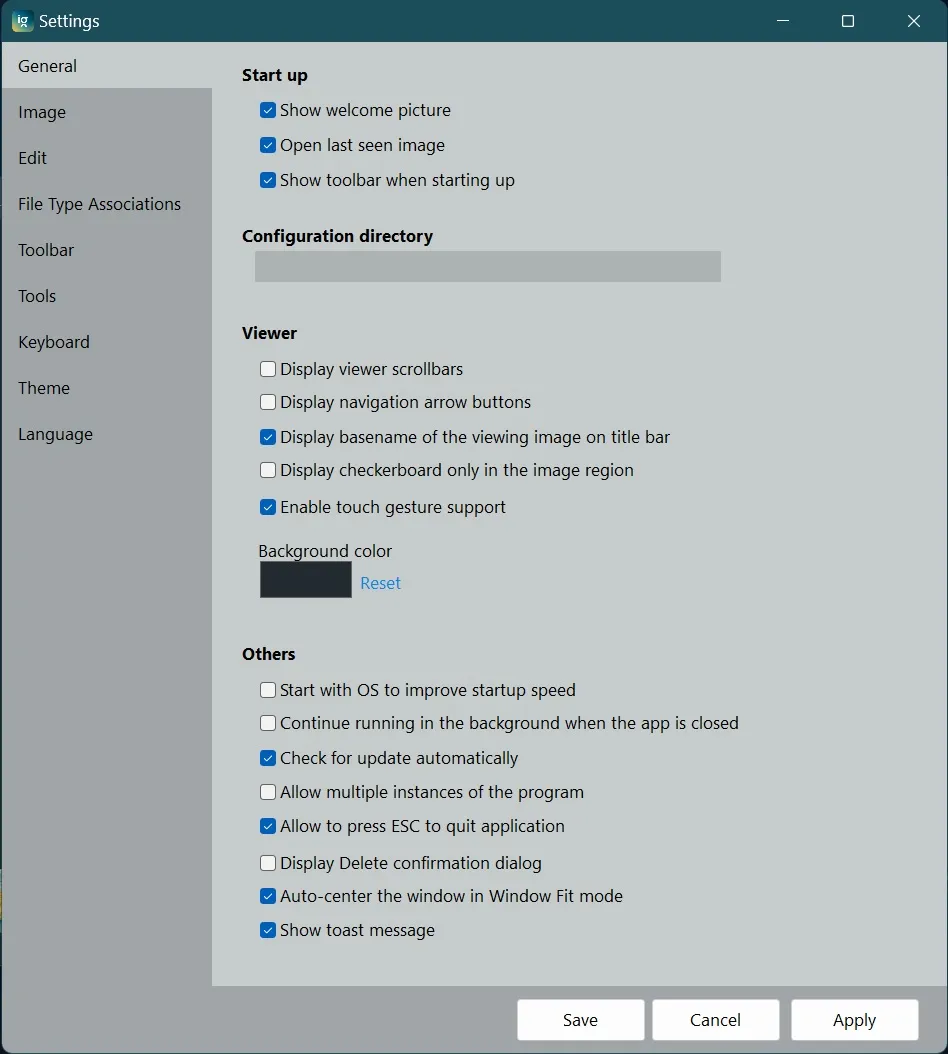 ig
Settings
General
Image
Edit
File Type Associations
Toolbar
Tools
Keyboard
Theme
Language
Start up
Show welcome picture
Open last seen image
Show toolbar when starting up
Configuration directory
Viewer
Display viewer scrollbars
Display navigation arrow buttons
Display basename of the viewing image on title bar
Display checkerboard only in the image region
Enable touch gesture support
Background color
Reset
Others
Start with OS to improve startup speed
Continue running in the background when the app is closed
Check for update automatically
Allow multiple instances of the program
Allow to press ESC to quit application
Display Delete confirmation dialog
Auto-center the window in Window Fit mode
Show toast message
Save Cancel Apply